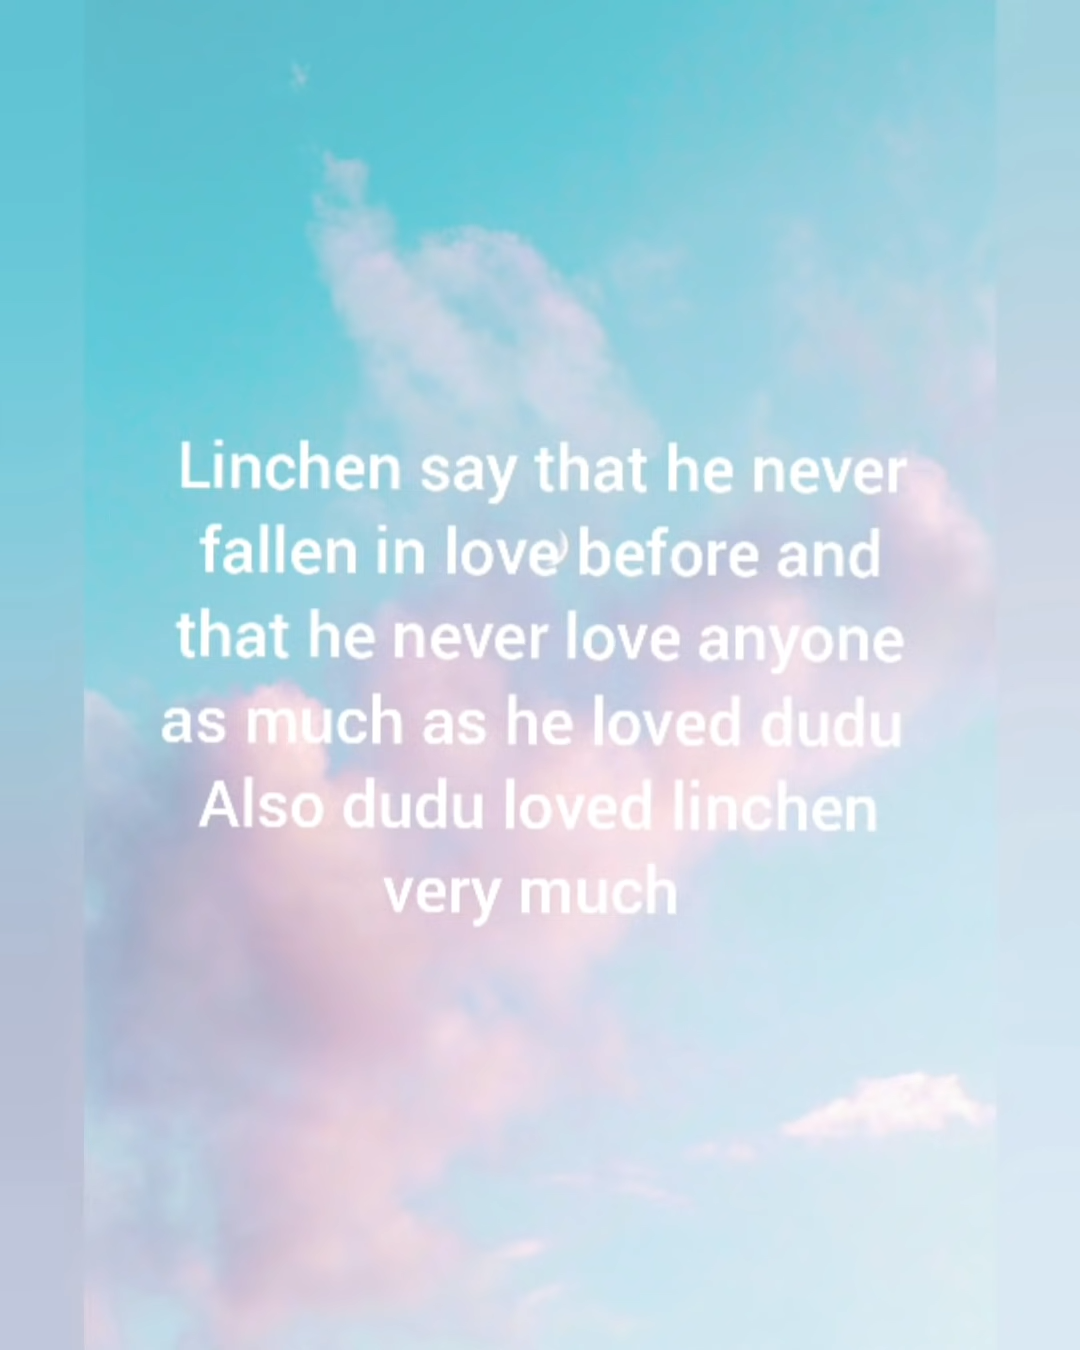 Linchen say that he never
fallen in love before and
that he never love anyone
as much as he loved dudu
Also dudu loved linchen
very much